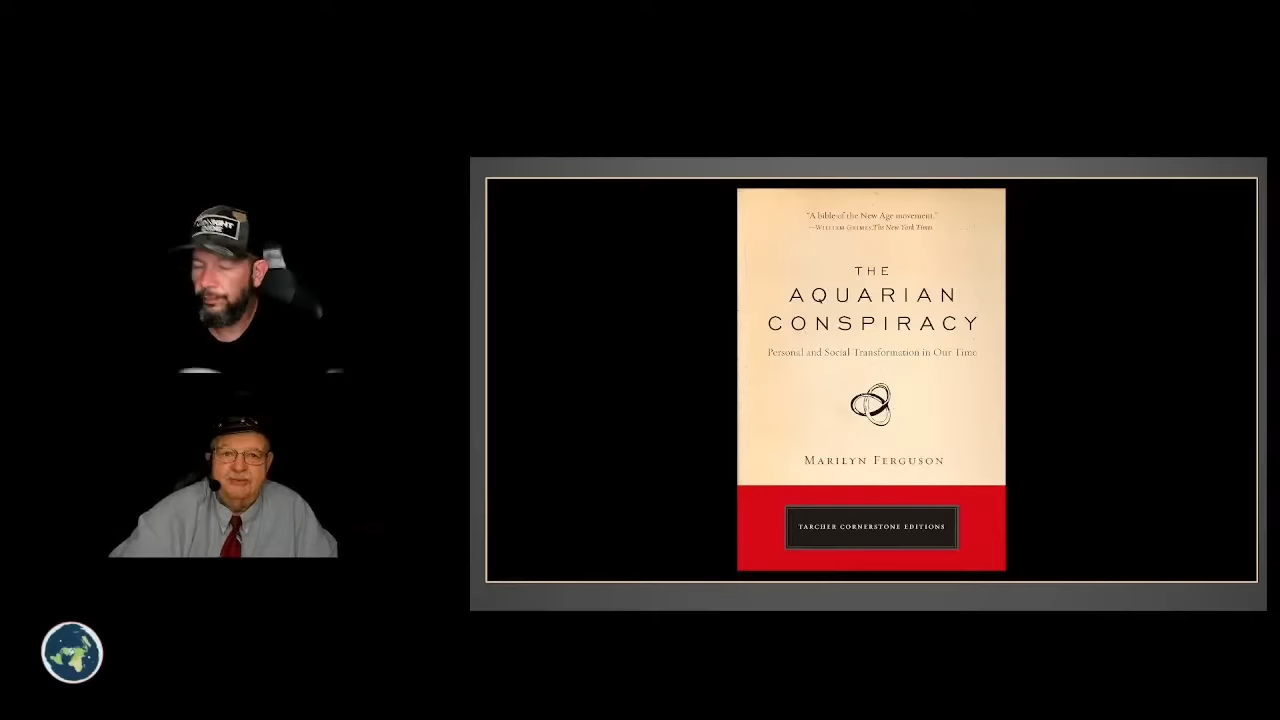 "A bible of the New Age movement."
—William Grimes, The New York Times
THE
AQUARIAN
CONSPIRACY
Personal and Social Transformation in Our Time
MARILYN FERGUSON
TARCHER CORNERSTONE EDITIONS